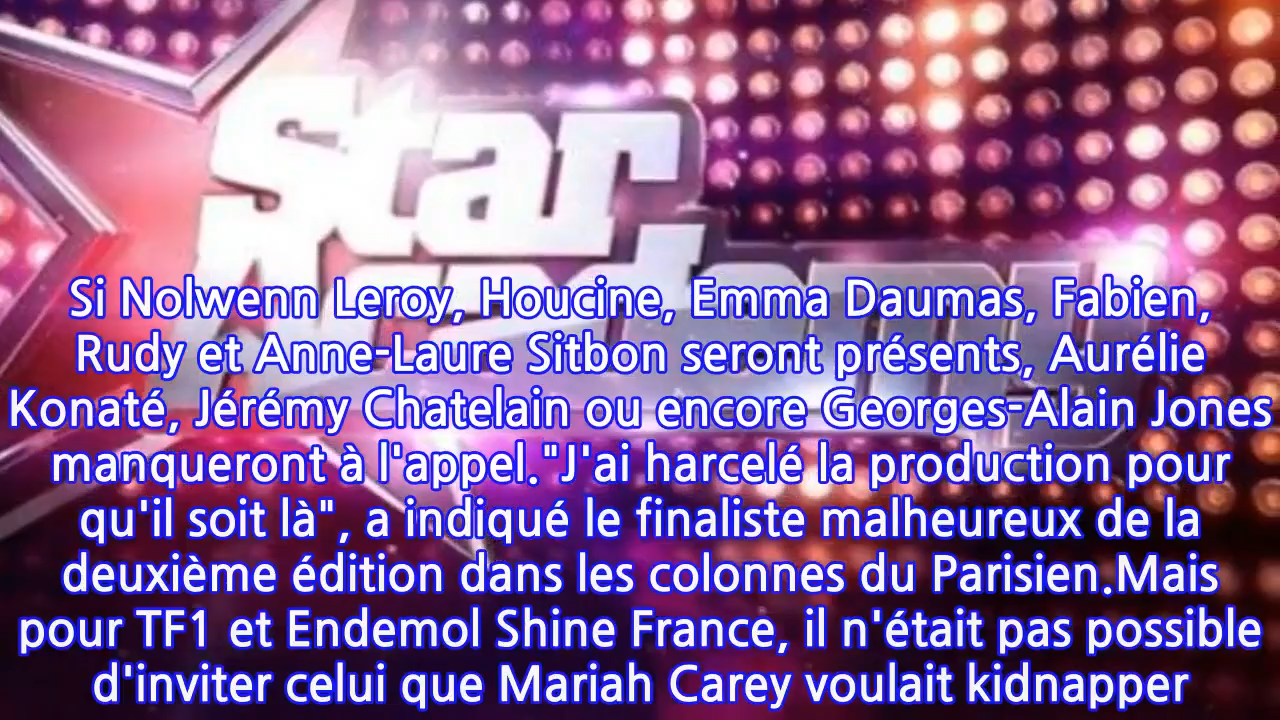 Star
Academy
Si Nolwenn Leroy, Houcine, Emma Daumas, Fabien,
Rudy et Anne-Laure Sitbon seront présents, Aurélie
Konaté, Jérémy Chatelain ou encore Georges-Alain Jones
manqueront à l'appel."J'ai harcelé la production pour
qu'il soit là", a indiqué le finaliste malheureux de la
deuxième édition dans les colonnes du Parisien.Mais
pour TF1 et Endemol Shine France, il n'était pas possible
d'inviter celui que Mariah Carey voulait kidnapper